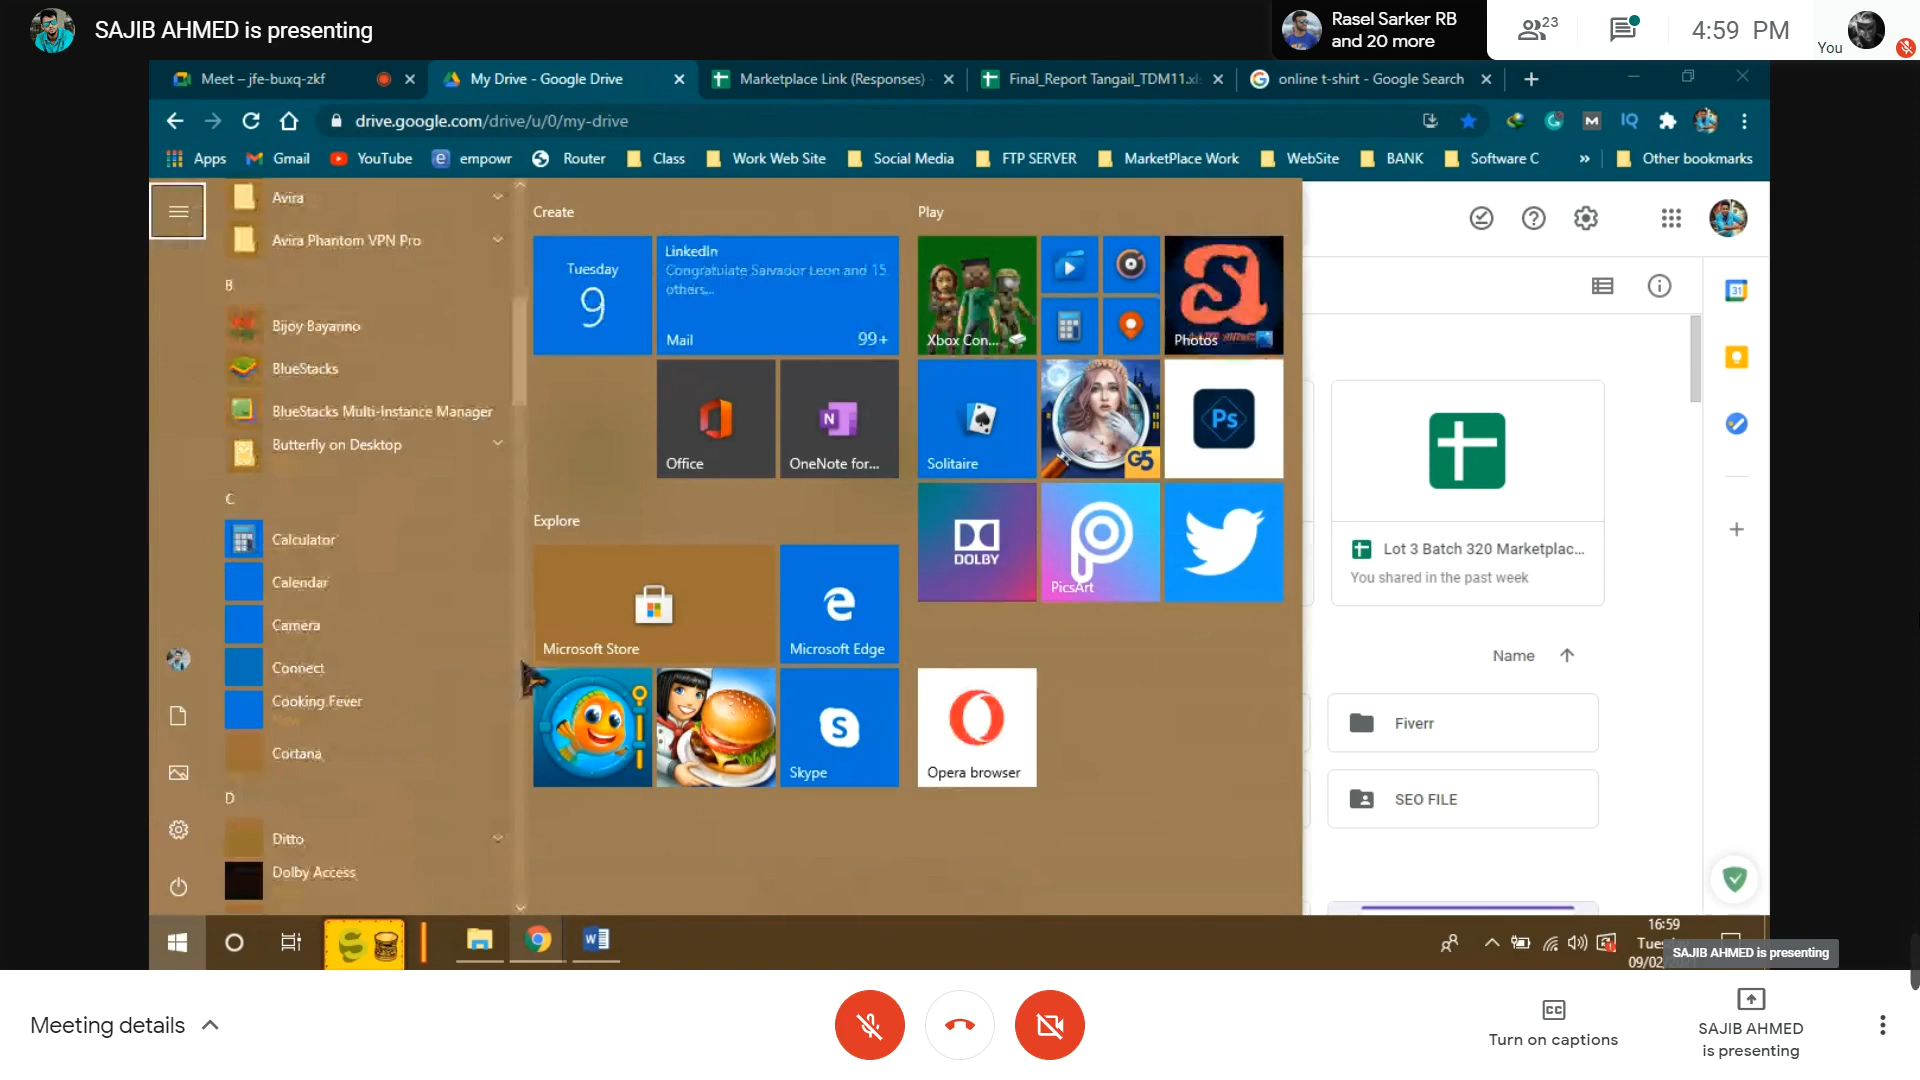 SAJIB AHMED is presenting
Rasel Sarker RB
and 20 more
23
4:59 PM
You
Meet – jfe-buxq-zkf
My Drive - Google Drive
Marketplace Link (Responses)
Final_Report Tangail_TDM11.xl
online t-shirt - Google Search
drive.google.com/drive/u/0/my-drive
Apps
Gmail
YouTube
empowr
Router
Class
Work Web Site
Social Media
FTP SERVER
MarketPlace Work
WebSite
BANK
Software C
»
Other bookmarks
Avira
Avira Phantom VPN Pro
B
Bijoy Bayanno
BlueStacks
BlueStacks Multi-Instance Manager
Butterfly on Desktop
C
Calculator
Calendar
Camera
Connect
Cooking Fever
New
Cortana
D
Ditto
Dolby Access
Create
Tuesday
9
LinkedIn
Congratulate Salvador Leon and 15
others...
Mail
99+
Office
OneNote for...
Explore
Microsoft Store
Microsoft Edge
Skype
Play
Xbox Con...
Photos
Solitaire
G5
Ps
DOLBY
PicsArt
Opera browser
31
Lot 3 Batch 320 Marketplac...
You shared in the past week
Name
Fiverr
SEO FILE
16:59
Tues
09/02/
SAJIB AHMED is presenting
Meeting details
Turn on captions
SAJIB AHMED
is presenting